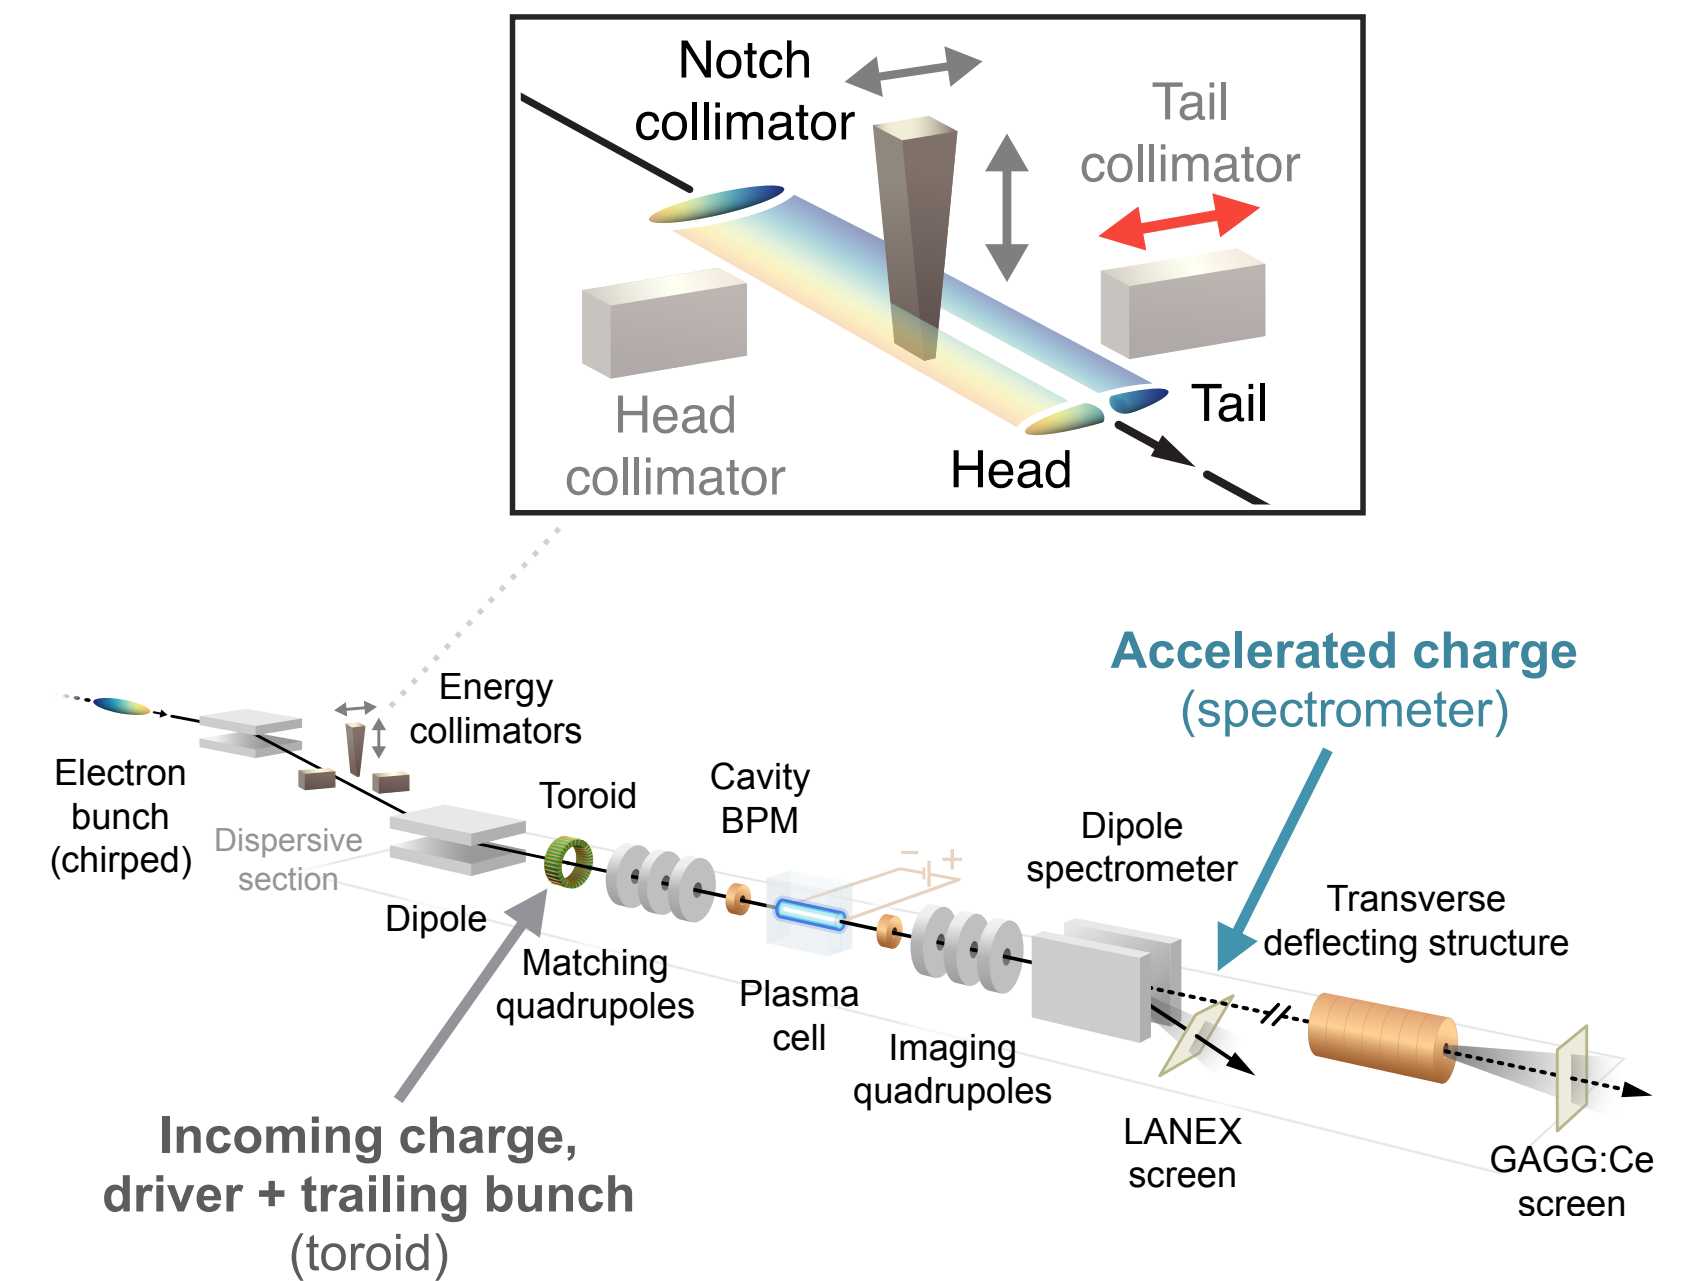 Notch
collimator
Tail
collimator
Head
collimator
Tail
Head
Accelerated charge
(spectrometer)
Energy
collimators
Electron
bunch
(chirped)
Dispersive
section
Dipole
Toroid
Matching
quadrupoles
Cavity
BPM
− +
Plasma
cell
Imaging
quadrupoles
Dipole
spectrometer
Transverse
deflecting structure
LANEX
screen
GAGG:Ce
screen
Incoming charge,
driver + trailing bunch
(toroid)